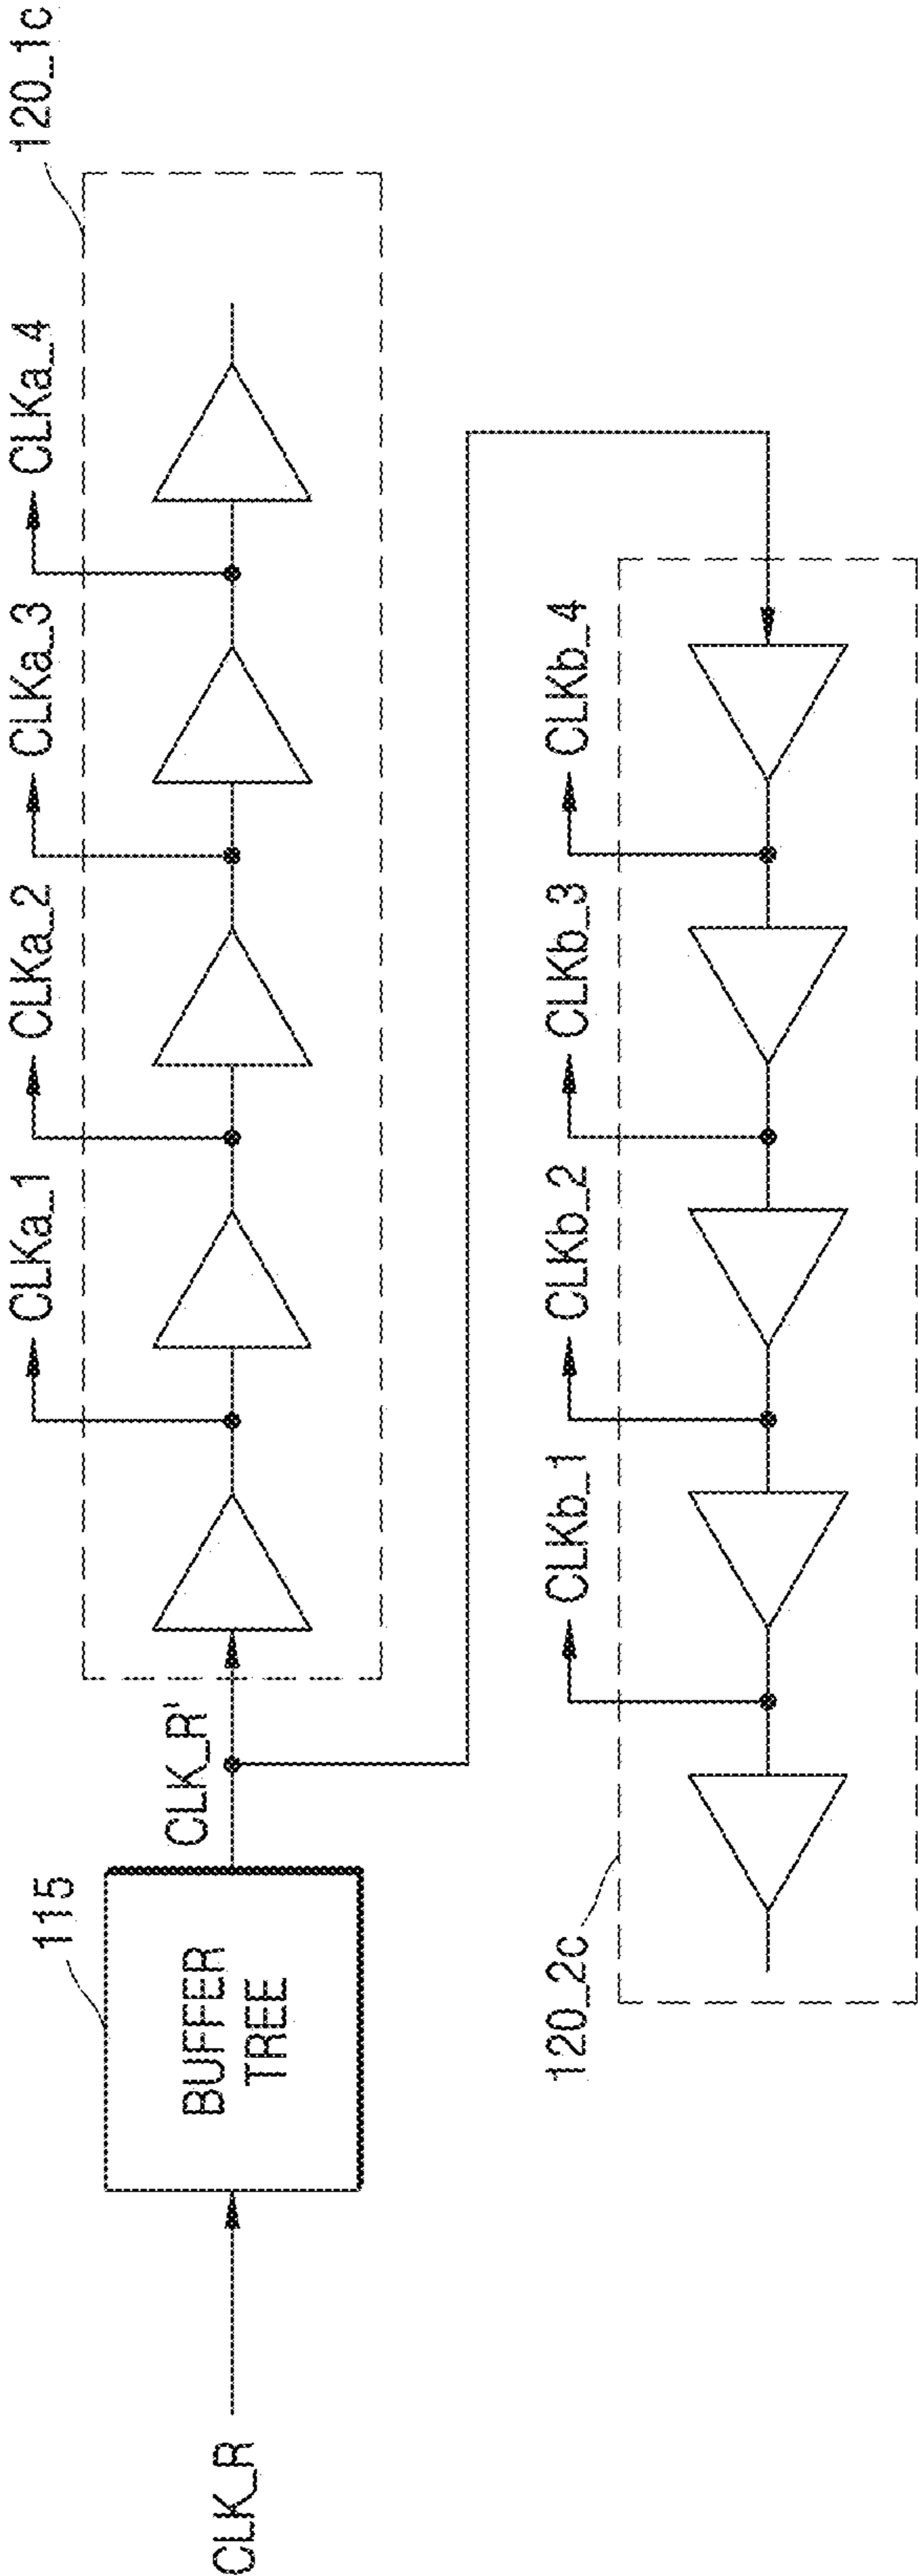 120_1c
CLKa_1
CLKa_2
CLKa_3
CLKa_4
115
CLK_R
BUFFER
TREE
CLK_R'
CLKb_1
CLKb_2
CLKb_3
CLKb_4
120_2c